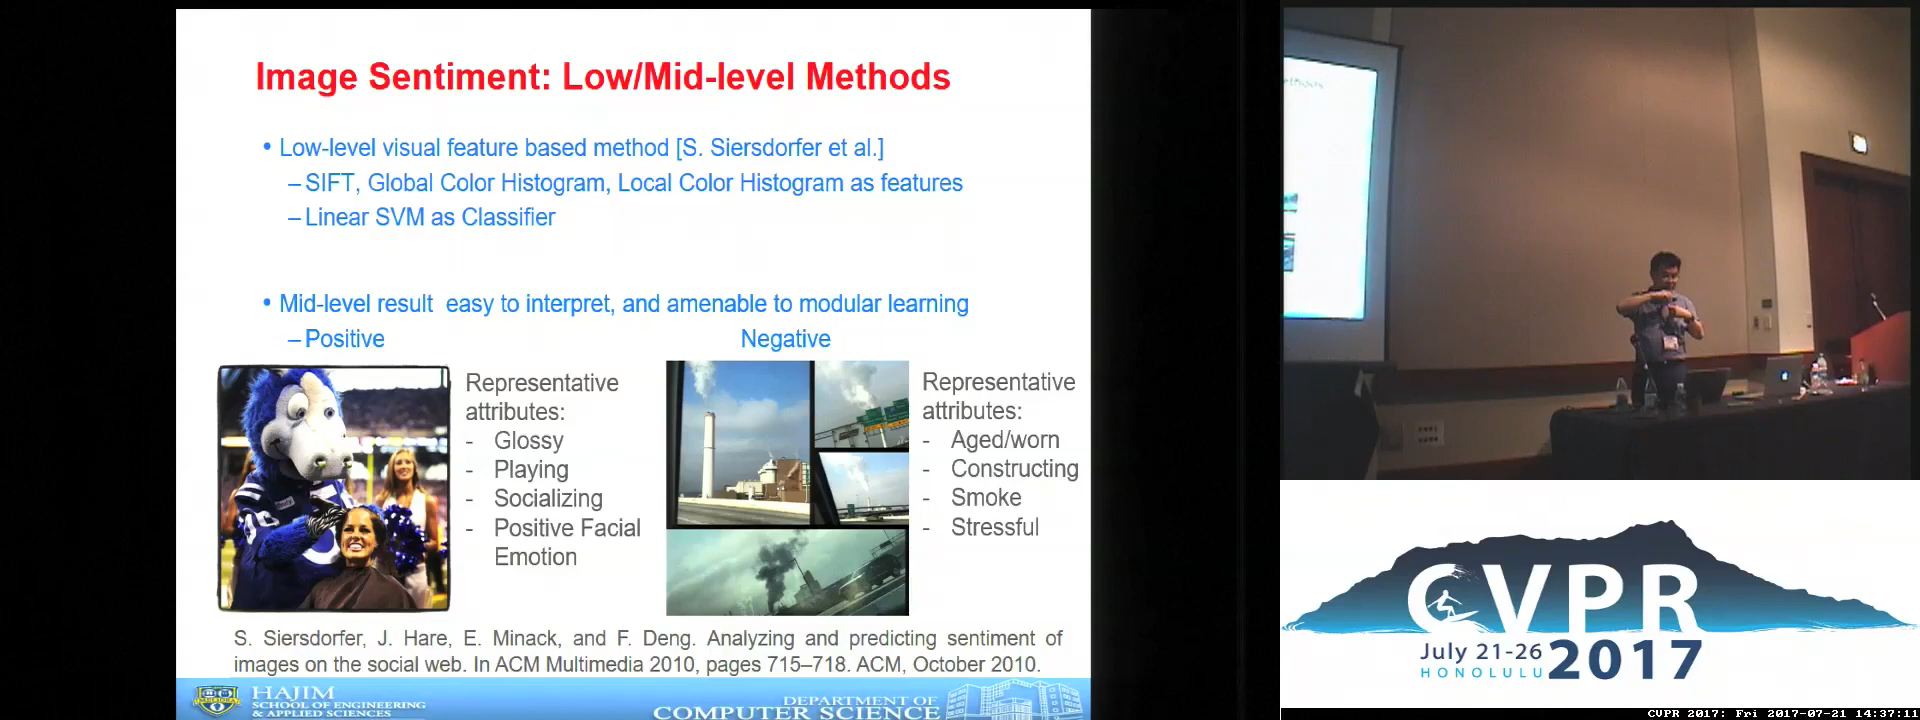 Image Sentiment: Low/Mid-level Methods
• Low-level visual feature based method [S. Siersdorfer et al.]
– SIFT, Global Color Histogram, Local Color Histogram as features
– Linear SVM as Classifier
• Mid-level result easy to interpret, and amenable to modular learning
– Positive
Negative
Representative
attributes:
- Glossy
- Playing
- Socializing
- Positive Facial
Emotion
Representative
attributes:
- Aged/worn
- Constructing
- Smoke
- Stressful
S. Siersdorfer, J. Hare, E. Minack, and F. Deng. Analyzing and predicting sentiment of
images on the social web. In ACM Multimedia 2010, pages 715–718. ACM, October 2010.
HAJIM
SCHOOL OF ENGINEERING
& APPLIED SCIENCES
DEPARTMENT OF
COMPUTER SCIENCE
CVPR
July 21-26
HONOLULU
2017
CVPR 2017: Fri 2017-07-21 14:37:11